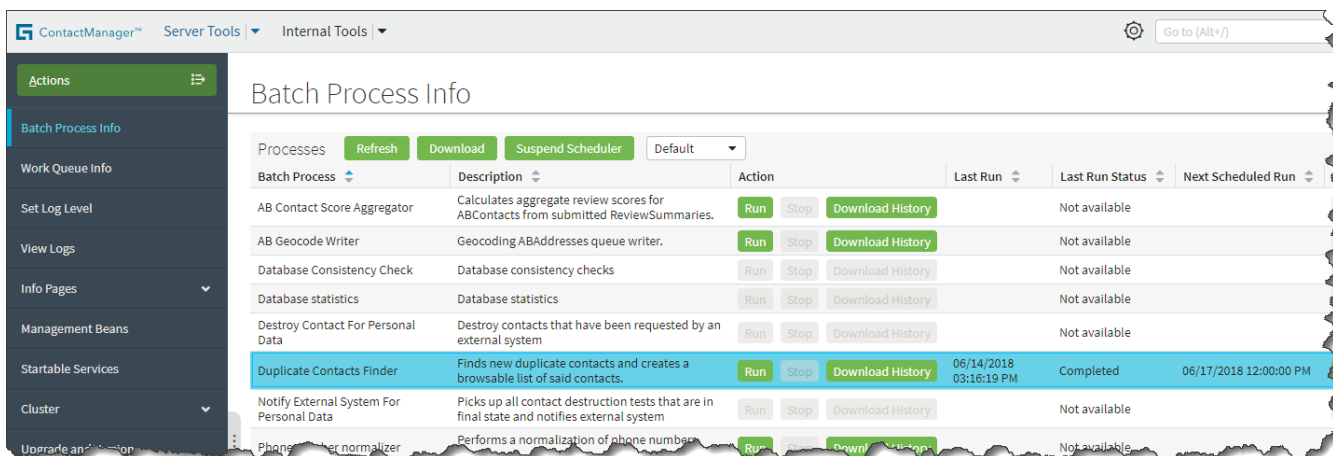 ContactManager™ Server Tools Internal Tools Go to (Alt+/)
Actions
Batch Process Info
Work Queue Info
Set Log Level
View Logs
Info Pages
Management Beans
Startable Services
Cluster
Upgrade and
Batch Process Info
Processes Refresh Download Suspend Scheduler Default
Batch Process Description Action Last Run Last Run Status Next Scheduled Run
AB Contact Score Aggregator Calculates aggregate review scores for Run Stop Download History Not available
ABContacts from submitted ReviewSummaries.
AB Geocode Writer Geocoding ABAddresses queue writer. Run Stop Download History Not available
Database Consistency Check Database consistency checks Run Stop Download History Not available
Database statistics Database statistics Run Stop Download History Not available
Destroy Contact For Personal Destroy contacts that have been requested by an Run Stop Download History Not available
Data external system
Duplicate Contacts Finder Finds new duplicate contacts and creates a Run Stop Download History 06/14/2018 Completed 06/17/2018 12:00:00 PM
browsable list of said contacts. 03:16:19 PM
Notify External System For Picks up all contact destruction tests that are in Run Stop Download History Not available
Personal Data final state and notifies external system
normalizer Performs a normalization of phone numbers Run Not available